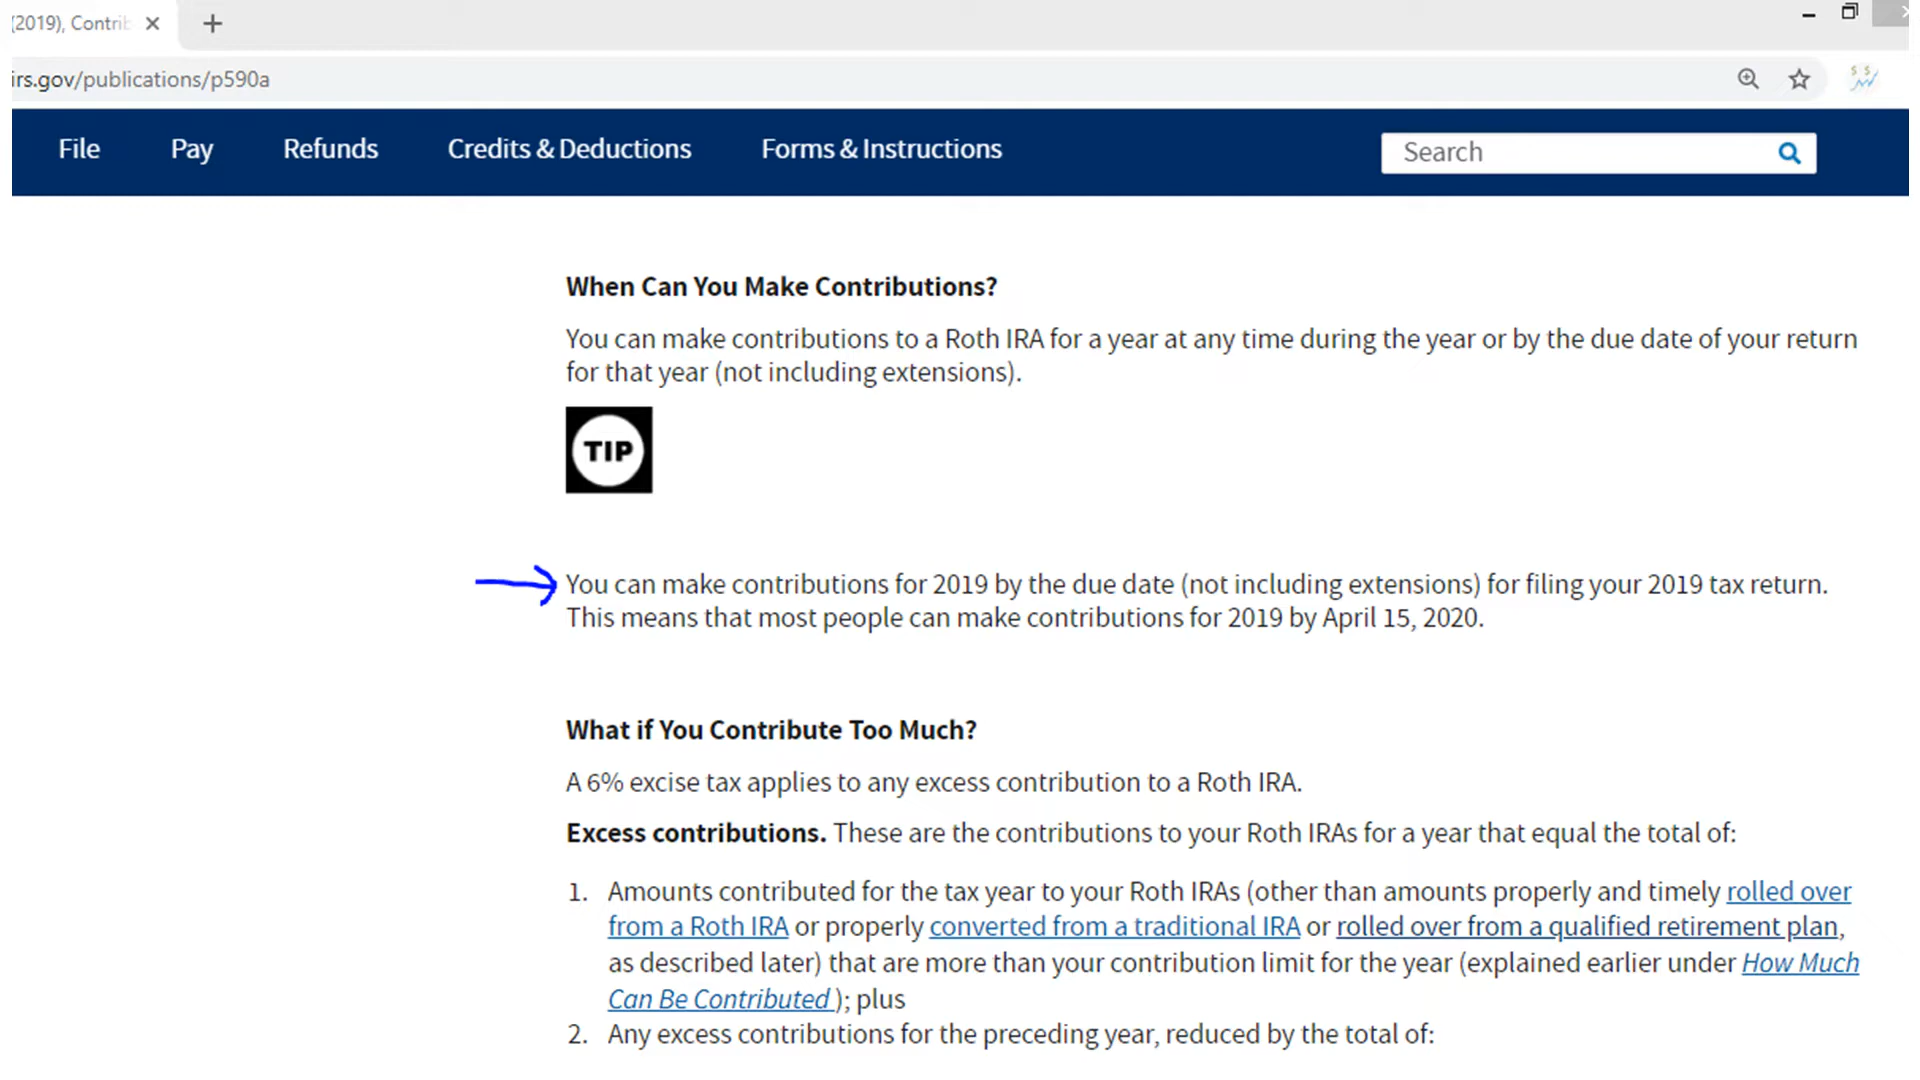 (2019), Contrib
irs.gov/publications/p590a
File Pay Refunds Credits & Deductions Forms & Instructions Search
When Can You Make Contributions?
You can make contributions to a Roth IRA for a year at any time during the year or by the due date of your return
for that year (not including extensions).
TIP
You can make contributions for 2019 by the due date (not including extensions) for filing your 2019 tax return.
This means that most people can make contributions for 2019 by April 15, 2020.
What if You Contribute Too Much?
A 6% excise tax applies to any excess contribution to a Roth IRA.
Excess contributions. These are the contributions to your Roth IRAs for a year that equal the total of:
1. Amounts contributed for the tax year to your Roth IRAs (other than amounts properly and timely rolled over
from a Roth IRA or properly converted from a traditional IRA or rolled over from a qualified retirement plan,
as described later) that are more than your contribution limit for the year (explained earlier under How Much
Can Be Contributed ); plus
2. Any excess contributions for the preceding year, reduced by the total of: